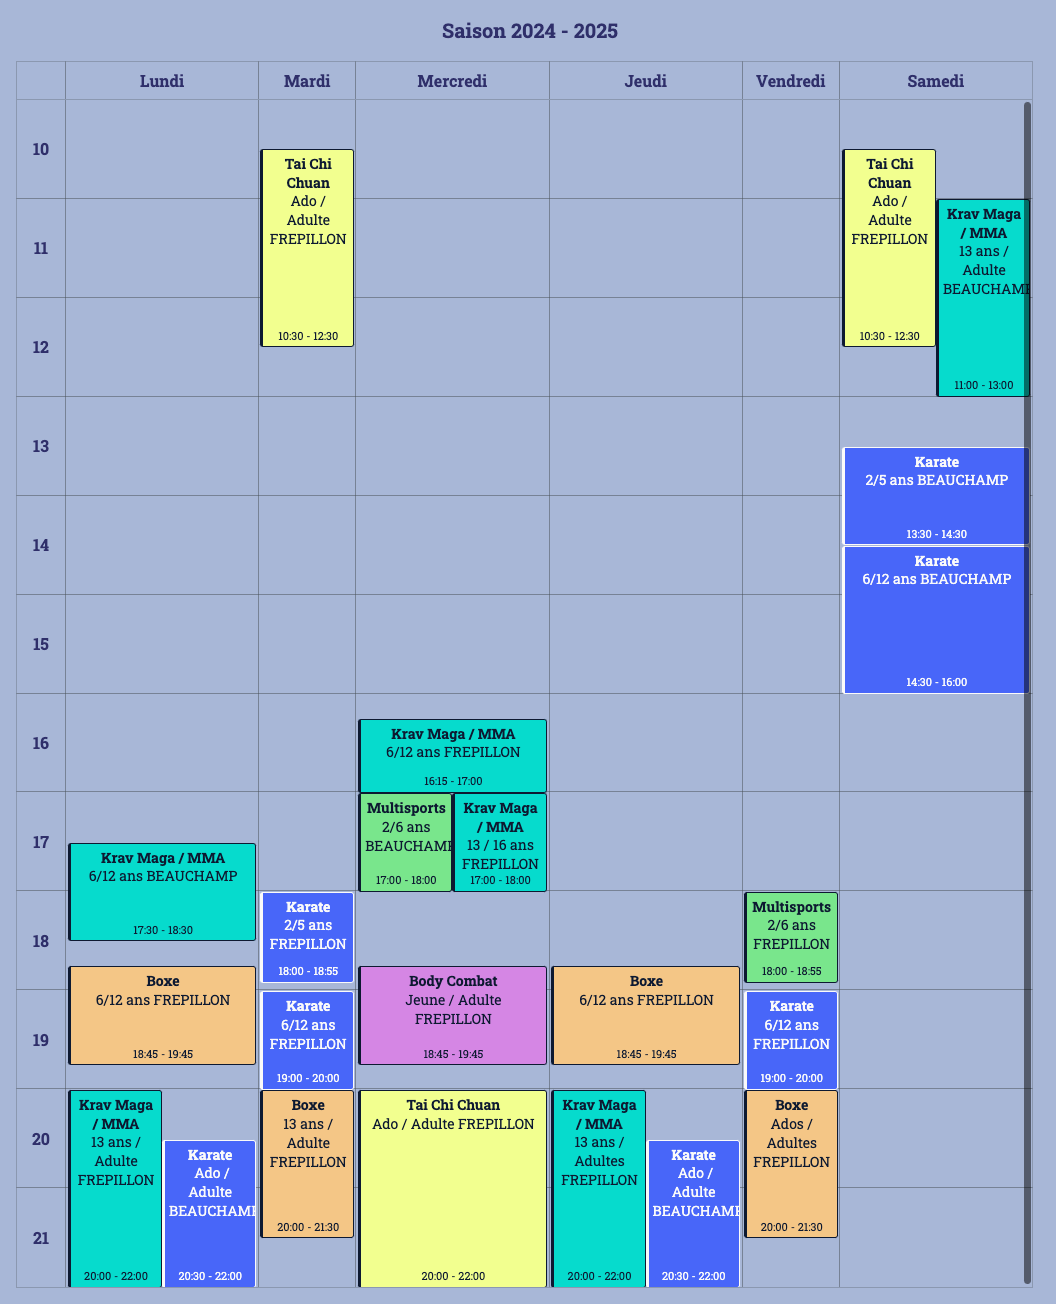 Saison 2024 - 2025
Lundi
Mardi
Mercredi
Jeudi
Vendredi
Samedi
10
Tai Chi
Chuan
Ado /
Adulte
FREPILLON
10:30 - 12:30
Tai Chi
Chuan
Ado /
Adulte
FREPILLON
10:30 - 12:30
11
Krav Maga
/ MMA
13 ans /
Adulte
BEAUCHAMP
11:00 - 13:00
12
13
Karate
2/5 ans BEAUCHAMP
13:30 - 14:30
14
Karate
6/12 ans BEAUCHAMP
14:30 - 16:00
15
16
Krav Maga / MMA
6/12 ans FREPILLON
16:15 - 17:00
17
Multisports
2/6 ans
BEAUCHAMP
17:00 - 18:00
Krav Maga
/ MMA
13 / 16 ans
FREPILLON
17:00 - 18:00
Krav Maga / MMA
6/12 ans BEAUCHAMP
17:30 - 18:30
18
Karate
2/5 ans
FREPILLON
18:00 - 18:55
Multisports
2/6 ans
FREPILLON
18:00 - 18:55
Boxe
6/12 ans FREPILLON
18:45 - 19:45
Body Combat
Jeune / Adulte
FREPILLON
18:45 - 19:45
Boxe
6/12 ans FREPILLON
18:45 - 19:45
19
Karate
6/12 ans
FREPILLON
19:00 - 20:00
Karate
6/12 ans
FREPILLON
19:00 - 20:00
20
Krav Maga
/ MMA
13 ans /
Adulte
FREPILLON
20:00 - 22:00
Karate
Ado /
Adulte
BEAUCHAMP
20:30 - 22:00
Boxe
13 ans /
Adulte
FREPILLON
20:00 - 21:30
Tai Chi Chuan
Ado / Adulte FREPILLON
20:00 - 22:00
Krav Maga
/ MMA
13 ans /
Adultes
FREPILLON
20:00 - 22:00
Karate
Ado /
Adulte
BEAUCHAMP
20:30 - 22:00
Boxe
Ados /
Adultes
FREPILLON
20:00 - 21:30
21